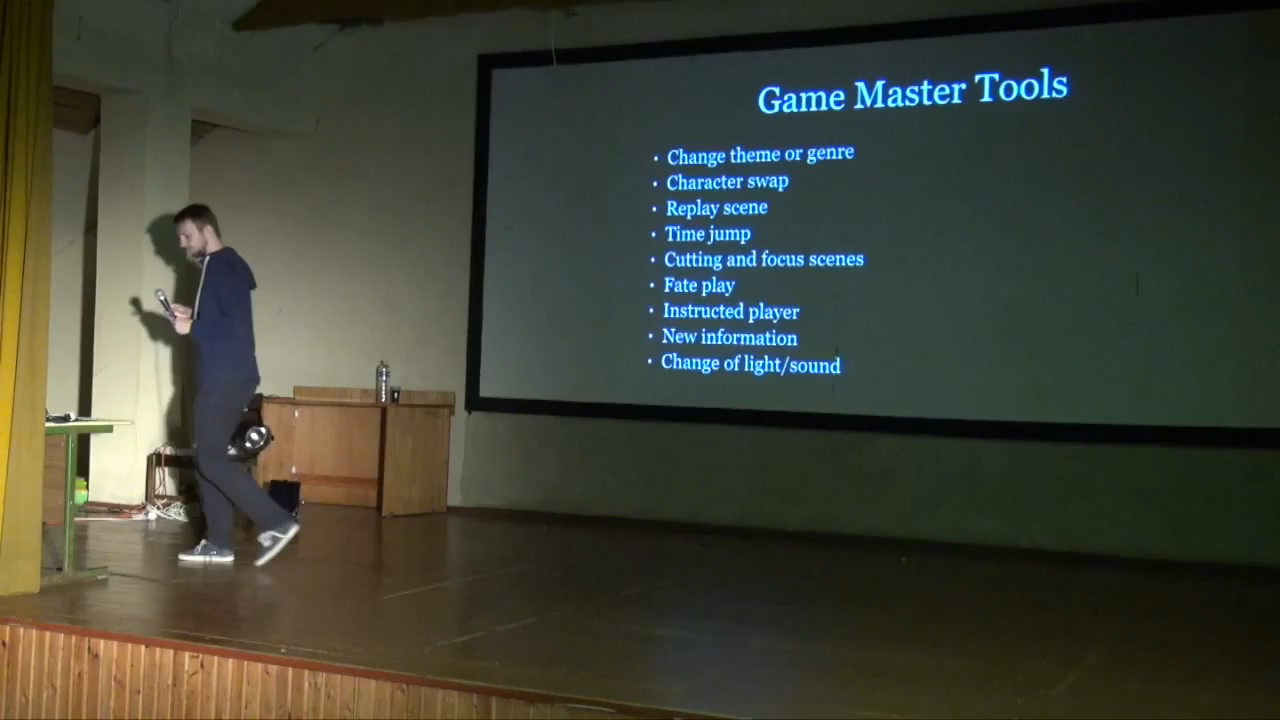 Game Master Tools
• Change theme or genre
• Character swap
• Replay scene
• Time jump
• Cutting and focus scenes
• Fate play
• Instructed player
• New information
• Change of light/sound